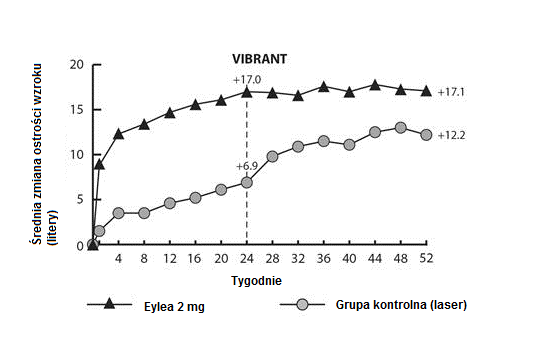 VIBRANT
Średnia zmiana ostrości wzroku
(litery)
20
15
10
5
0
+17.0
+17.1
+6.9
+12.2
4 8 12 16 20 24 28 32 36 40 44 48 52
Tygodnie
Eylea 2 mg
Grupa kontrolna (laser)